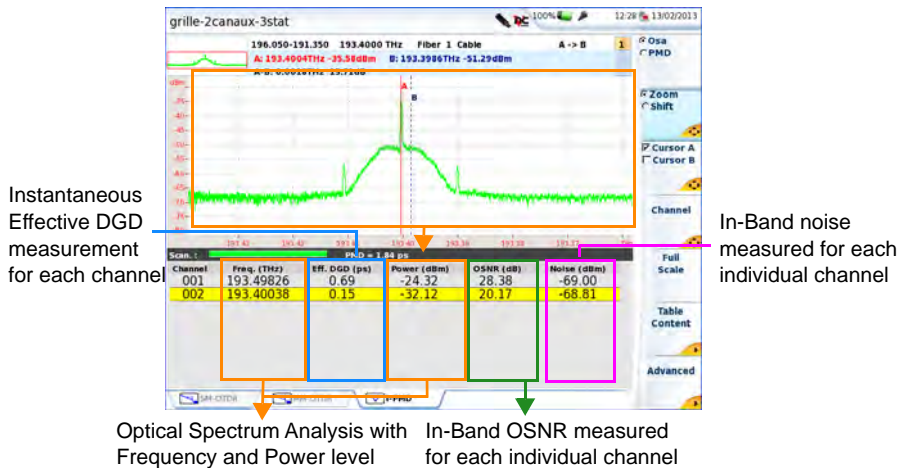 grille-2canaux-3stat
100%
12:28 13/02/2013
196.050-191.350 193.4000 THz Fiber 1 Cable A -> B 1
A: 193.4004THz -35.58dBm B: 193.3986THz -51.29dBm
Osa
PMD
Zoom
Shift
Cursor A
Cursor B
Channel
Full
Scale
Table
Content
Advanced
A
B
Instantaneous
Effective DGD
measurement
for each channel
In-Band noise
measured for each
individual channel
Scan. : PMD = 1.84 ps
Channel Freq. (THz) Eff. DGD (ps) Power (dBm) OSNR (dB) Noise (dBm)
001 193.49826 0.69 -24.32 28.38 -69.00
002 193.40038 0.15 -32.12 20.17 -68.81
SM-OTDR
Optical Spectrum Analysis with
Frequency and Power level
In-Band OSNR measured
for each individual channel